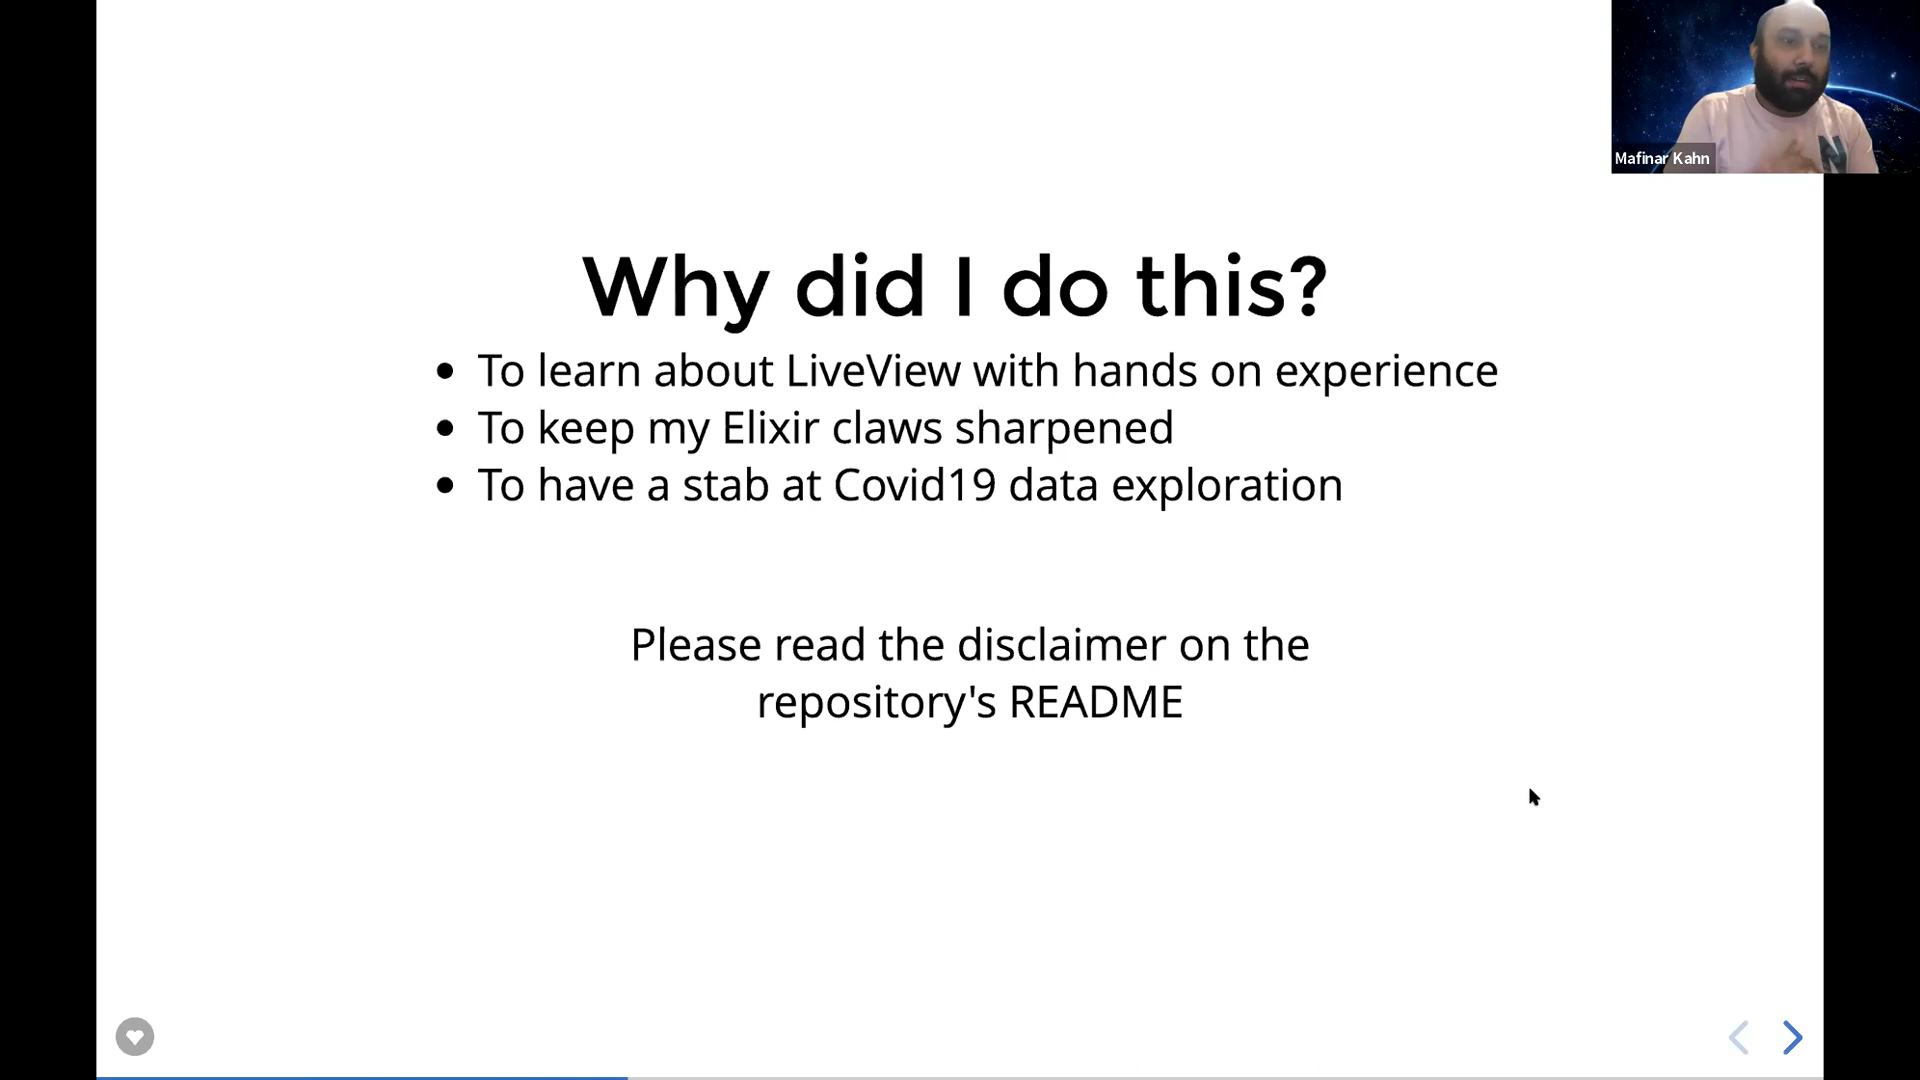 Mafinar Kahn
Why did I do this?
• To learn about LiveView with hands on experience
• To keep my Elixir claws sharpened
• To have a stab at Covid19 data exploration
Please read the disclaimer on the
repository's README
N